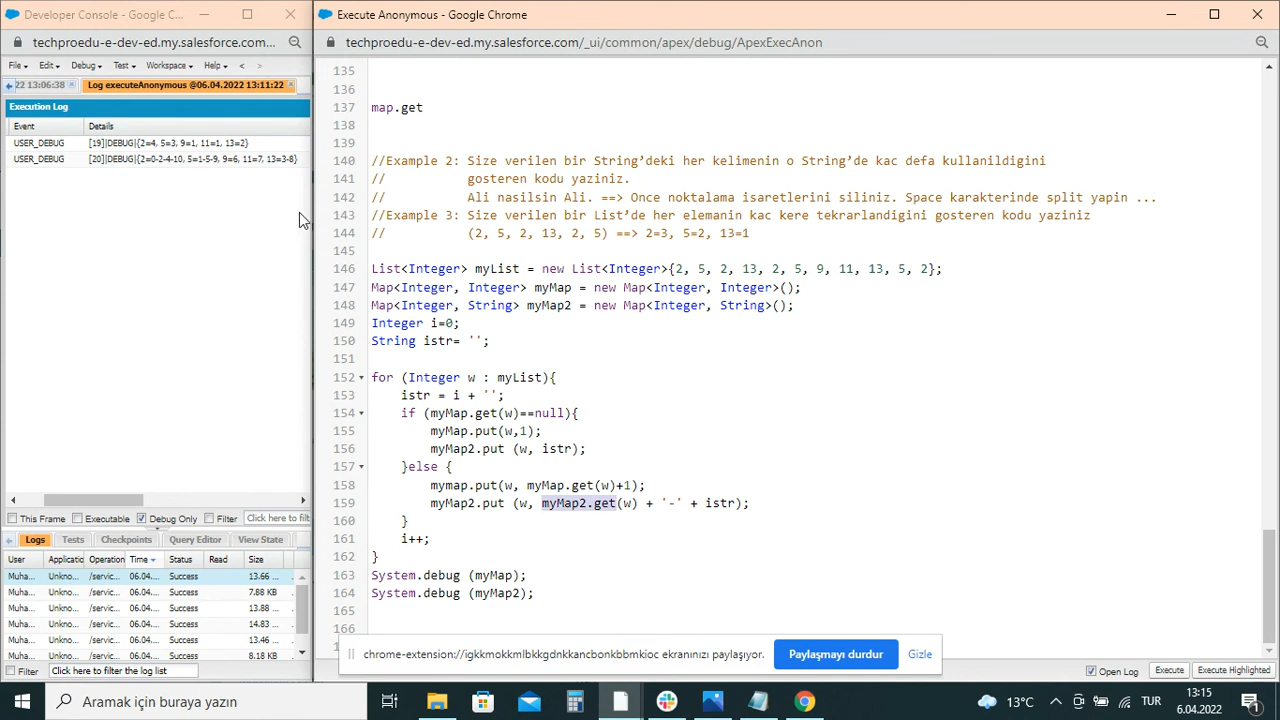 Developer Console - Google C...
techproedu-e-dev-ed.my.salesforce.com...
File Edit Debug Test Workspace Help < >
22 13:06:38 Log executeAnonymous @06.04.2022 13:11:22
Execution Log
Event Details
USER_DEBUG [19]|DEBUG|{2=4, 5=3, 9=1, 11=1, 13=2}
USER_DEBUG [20]|DEBUG|{2=0-2-4-10, 5=1-5-9, 9=6, 11=7, 13=3-8}
This Frame Executable Debug Only Filter Click here to filt
Logs Tests Checkpoints Query Editor View State
User Applicatio Operation Time Status Read Size
Muha... Unkno... /servic... 06.04.... Success 13.66 ...
Muha... Unkno... /servic... 06.04.... Success 7.88 KB
Muha... Unkno... /servic... 06.04.... Success 13.88 ...
Muha... Unkno... /servic... 06.04.... Success 14.83 ...
Muha... Unkno... /servic... 06.04.... Success 13.46 ...
Muha... Unkno... /servic... 06.04.... Success 8.18 KB
Filter Click here to filter the log list
Execute Anonymous - Google Chrome
techproedu-e-dev-ed.my.salesforce.com/_ui/common/apex/debug/ApexExecAnon
135
136
137 map.get
138
139
140 //Example 2: Size verilen bir String’deki her kelimenin o String’de kac defa kullanildigini
141 // gosteren kodu yaziniz.
142 // Ali nasilsin Ali. ==> Once noktalama isaretlerini siliniz. Space karakterinde split yapin ...
143 //Example 3: Size verilen bir List’de her elemanin kac kere tekrarlandigini gosteren kodu yaziniz
144 // (2, 5, 2, 13, 2, 5) ==> 2=3, 5=2, 13=1
145
146 List<Integer> myList = new List<Integer>{2, 5, 2, 13, 2, 5, 9, 11, 13, 5, 2};
147 Map<Integer, Integer> myMap = new Map<Integer, Integer>();
148 Map<Integer, String> myMap2 = new Map<Integer, String>();
149 Integer i=0;
150 String istr= '';
151
152 for (Integer w : myList){
153 istr = i + '';
154 if (myMap.get(w)==null){
155 myMap.put(w,1);
156 myMap2.put (w, istr);
157 }else {
158 mymap.put(w, myMap.get(w)+1);
159 myMap2.put (w, myMap2.get(w) + '-' + istr);
160 }
161 i++;
162 }
163 System.debug (myMap);
164 System.debug (myMap2);
165
166
chrome-extension://igkkmokkmlbkkgdnkkancbonkbbmkioc ekranınızı paylaşıyor. Paylaşmayı durdur Gizle
Open Log Execute Execute Highlighted
Aramak için buraya yazın
13°C TUR 13:15
6.04.2022 1